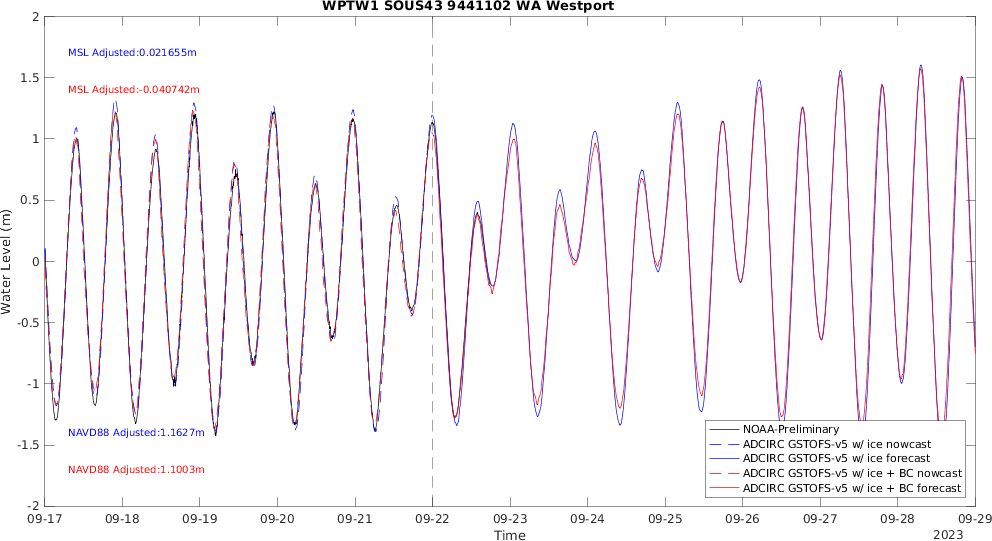 WPTW1 SOUS43 9441102 WA Westport
2
1.5
1
0.5
0
-0.5
-1
-1.5
-2
Water Level (m)
MSL Adjusted:0.021655m
MSL Adjusted:-0.040742m
NAVD88 Adjusted:1.1627m
NAVD88 Adjusted:1.1003m
NOAA-Preliminary
ADCIRC GSTOFS-v5 w/ ice nowcast
ADCIRC GSTOFS-v5 w/ ice forecast
ADCIRC GSTOFS-v5 w/ ice + BC nowcast
ADCIRC GSTOFS-v5 w/ ice + BC forecast
09-17 09-18 09-19 09-20 09-21 09-22 09-23 09-24 09-25 09-26 09-27 09-28 09-29
Time
2023